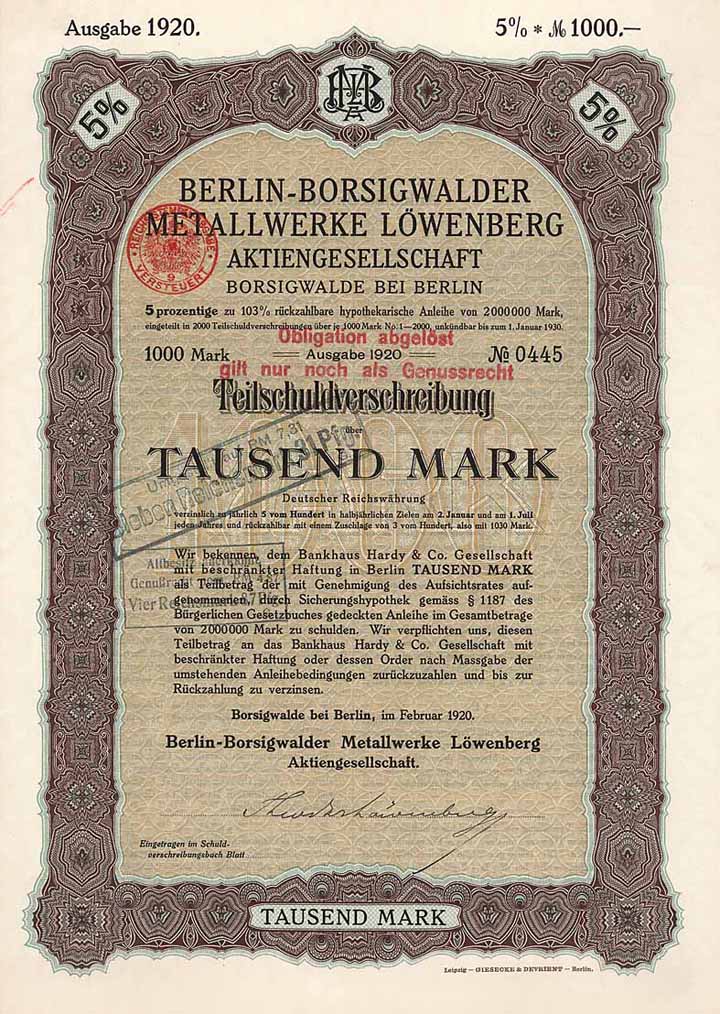 Ausgabe 1920.
5% * ℳ 1000.—
5%
5%
BERLIN-BORSIGWALDER
METALLWERKE LÖWENBERG
AKTIENGESELLSCHAFT
BORSIGWALDE BEI BERLIN
VERSTEUERT
9
5 prozentige zu 103% rückzahlbare hypothekarische Anleihe von 2000000 Mark,
eingeteilt in 2000 Teilschuldverschreibungen über je 1000 Mark No. 1—2000, unkündbar bis zum 1. Januar 1930.
Obligation abgelöst
1000 Mark — Ausgabe 1920 — № 0445
gilt nur noch als Genussrecht
Teilschuldverschreibung
über
TAUSEND MARK
Deutscher Reichswährung
verzinslich zu jährlich 5 vom Hundert in halbjährlichen Zielen am 2. Januar und am 1. Juli
jeden Jahres und rückzahlbar mit einem Zuschlage von 3 vom Hundert, also mit 1030 Mark.
Wir bekennen, dem Bankhaus Hardy & Co. Gesellschaft
mit beschränkter Haftung in Berlin TAUSEND MARK
als Teilbetrag der mit Genehmigung des Aufsichtsrates auf-
genommenen, durch Sicherungshypothek gemäss § 1187 des
Bürgerlichen Gesetzbuches gedeckten Anleihe im Gesamtbetrage
von 2000000 Mark zu schulden. Wir verpflichten uns, diesen
Teilbetrag an das Bankhaus Hardy & Co. Gesellschaft mit
beschränkter Haftung oder dessen Order nach Massgabe der
umstehenden Anleihebedingungen zurückzuzahlen und bis zur
Rückzahlung zu verzinsen.
RM 7.31
Altbesitz
Genußrecht
Vier Reichsmark
Borsigwalde bei Berlin, im Februar 1920.
Berlin-Borsigwalder Metallwerke Löwenberg
Aktiengesellschaft.
Eingetragen im Schuld-
verschreibungsbuch Blatt
TAUSEND MARK
Leipzig — GIESECKE & DEVRIENT — Berlin.